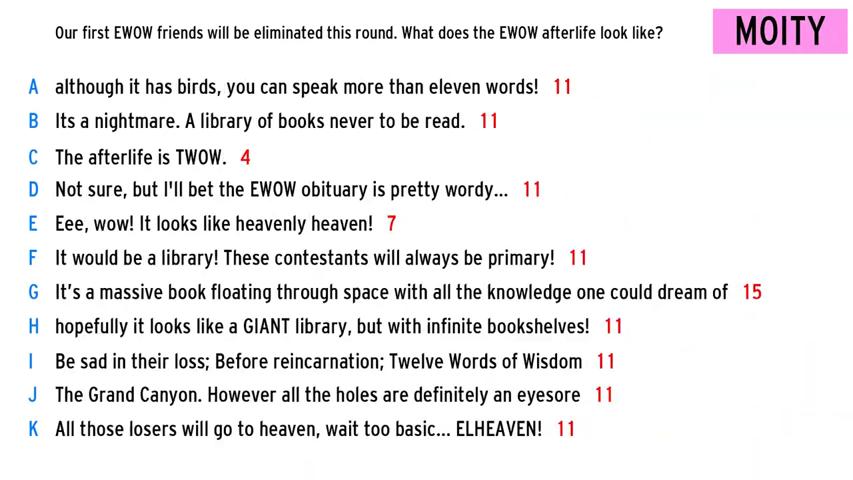 Our first EWOW friends will be eliminated this round. What does the EWOW afterlife look like?
MOITY
A although it has birds, you can speak more than eleven words! 11
B Its a nightmare. A library of books never to be read. 11
C The afterlife is TWOW. 4
D Not sure, but I'll bet the EWOW obituary is pretty wordy... 11
E Eee, wow! It looks like heavenly heaven! 7
F It would be a library! These contestants will always be primary! 11
G It's a massive book floating through space with all the knowledge one could dream of 15
H hopefully it looks like a GIANT library, but with infinite bookshelves! 11
I Be sad in their loss; Before reincarnation; Twelve Words of Wisdom 11
J The Grand Canyon. However all the holes are definitely an eyesore 11
K All those losers will go to heaven, wait too basic... ELHEAVEN! 11